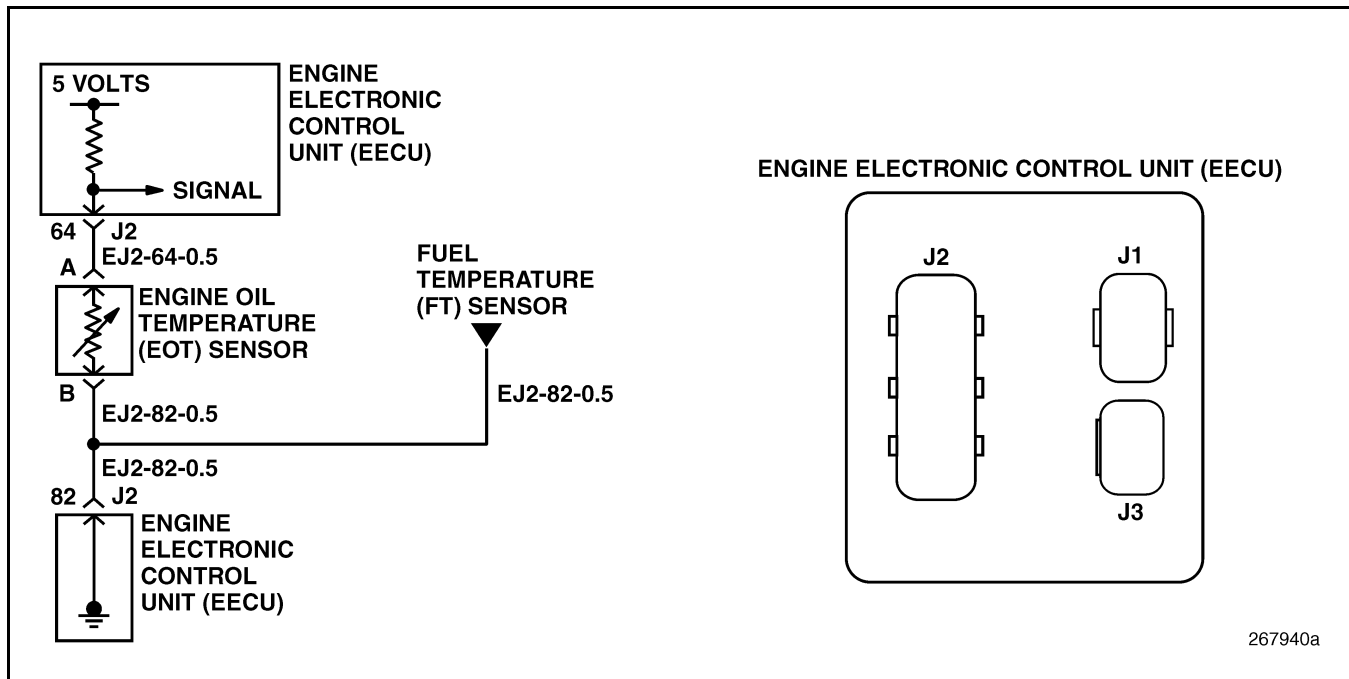 5 VOLTS
ENGINE
ELECTRONIC
CONTROL
UNIT (EECU)
SIGNAL
64 J2
EJ2-64-0.5
A
ENGINE OIL
TEMPERATURE
(EOT) SENSOR
B
EJ2-82-0.5
FUEL
TEMPERATURE
(FT) SENSOR
EJ2-82-0.5
EJ2-82-0.5
82 J2
ENGINE
ELECTRONIC
CONTROL
UNIT (EECU)
ENGINE ELECTRONIC CONTROL UNIT (EECU)
J2
J1
J3
267940a